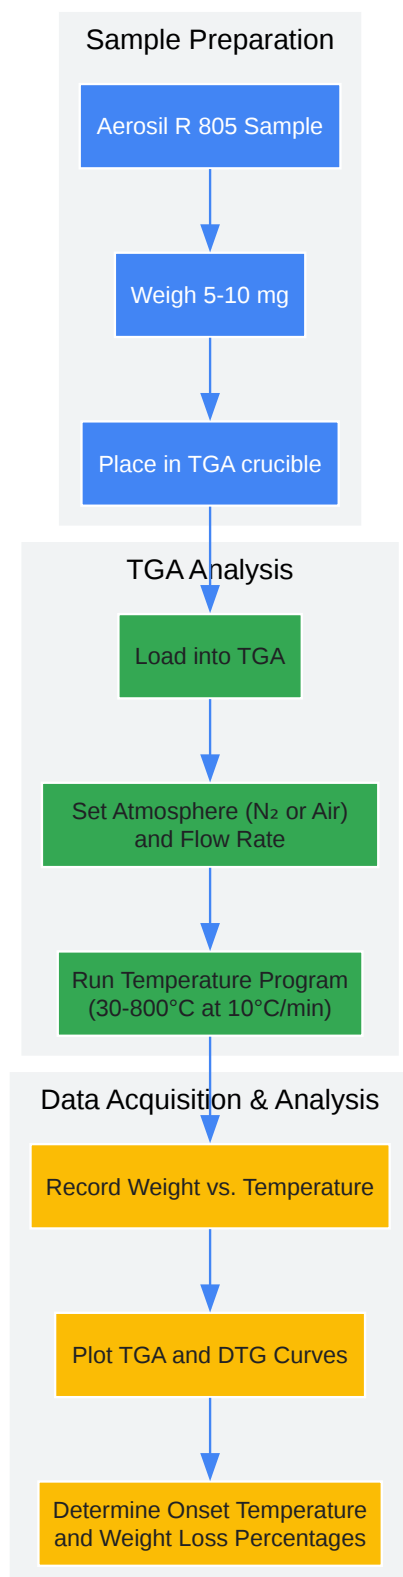 Sample Preparation
Aerosil R 805 Sample
Weigh 5-10 mg
Place in TGA crucible
TGA Analysis
Load into TGA
Set Atmosphere (N₂ or Air)
and Flow Rate
Run Temperature Program
(30-800°C at 10°C/min)
Data Acquisition & Analysis
Record Weight vs. Temperature
Plot TGA and DTG Curves
Determine Onset Temperature
and Weight Loss Percentages